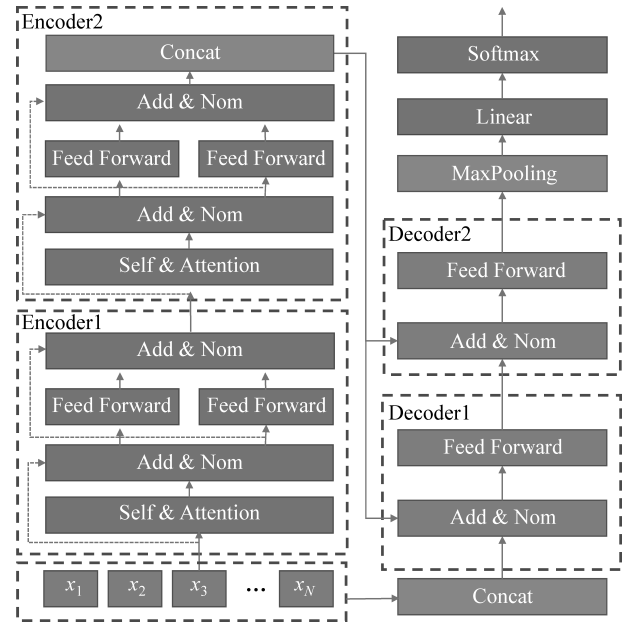 Encoder2
Concat
Add & Nom
Feed Forward
Feed Forward
Add & Nom
Self & Attention
Encoder1
Add & Nom
Feed Forward
Feed Forward
Add & Nom
Self & Attention
x1 x2 x3 ... xN
Softmax
Linear
MaxPooling
Decoder2
Feed Forward
Add & Nom
Decoder1
Feed Forward
Add & Nom
Concat